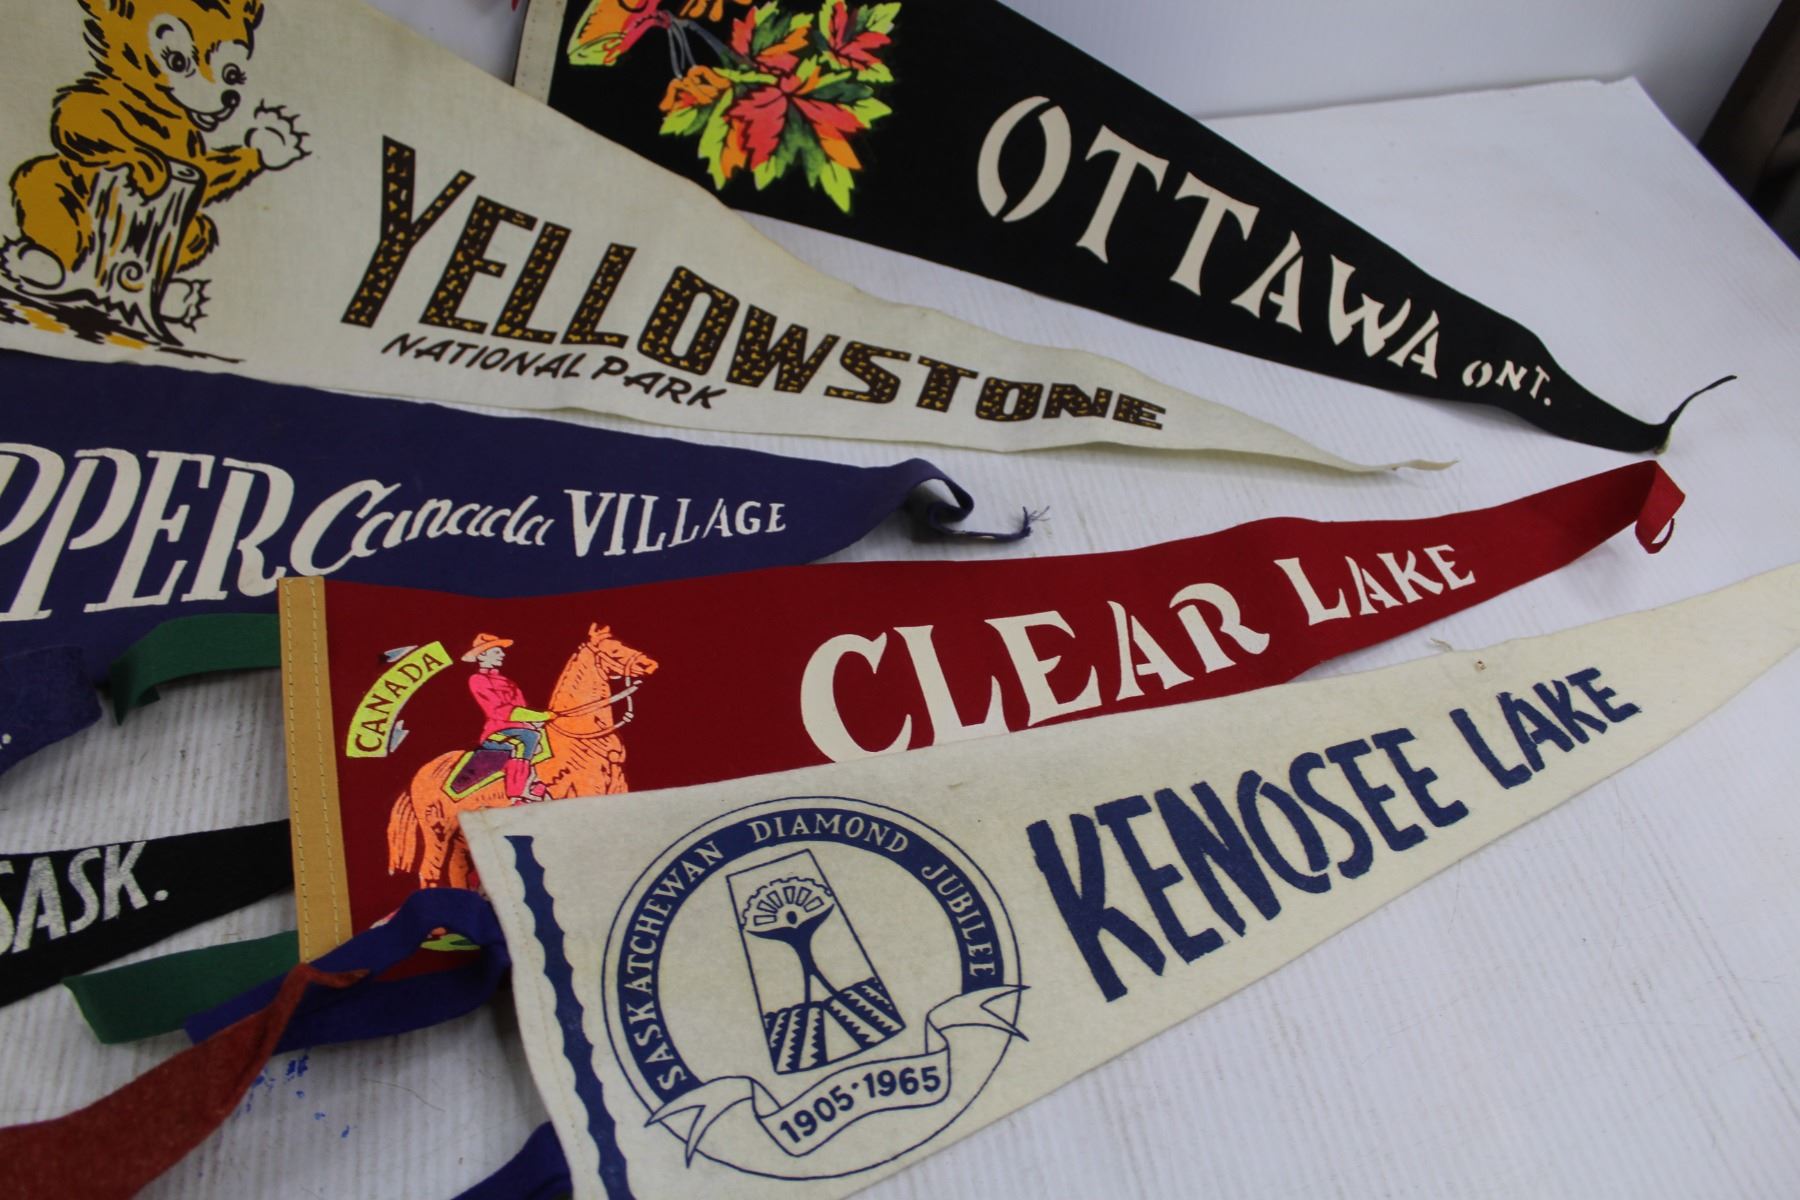 OTTAWA ONT.
YELLOWSTONE
NATIONAL PARK
PPER Canada VILLAGE
CLEAR LAKE
CANADA
KENOSEE LAKE
SASKATCHEWAN DIAMOND JUBILEE
1905·1965
SASK.